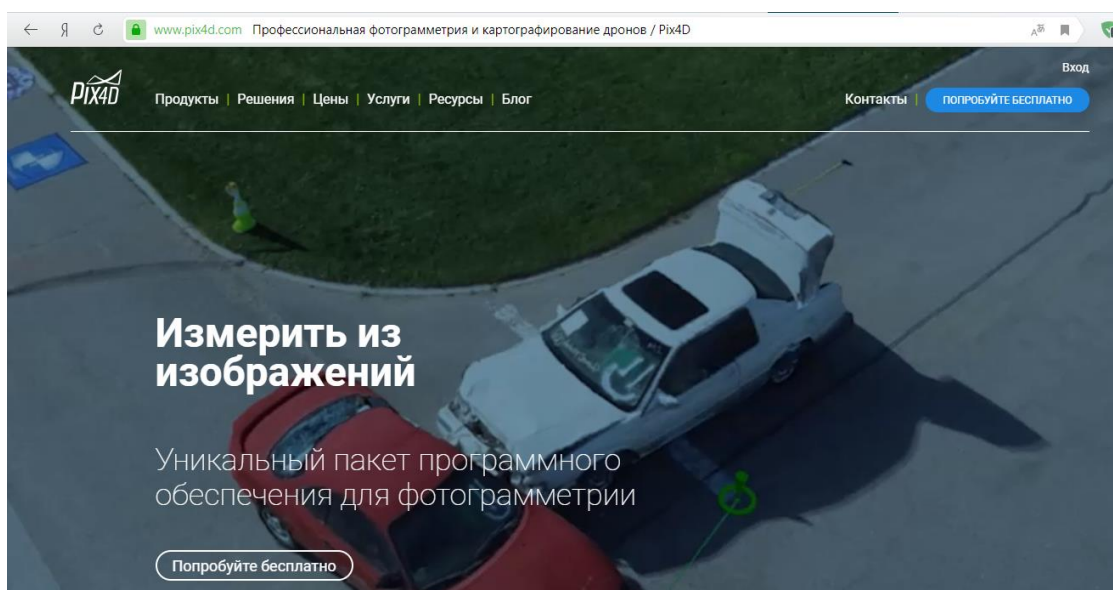 Я www.pix4d.com Профессиональная фотограмметрия и картографирование дронов / Pix4D
Вход
PIX4D
Продукты | Решения | Цены | Услуги | Ресурсы | Блог
Контакты | ПОПРОБУЙТЕ БЕСПЛАТНО
Измерить из
изображений
Уникальный пакет программного
обеспечения для фотограмметрии
Попробуйте бесплатно